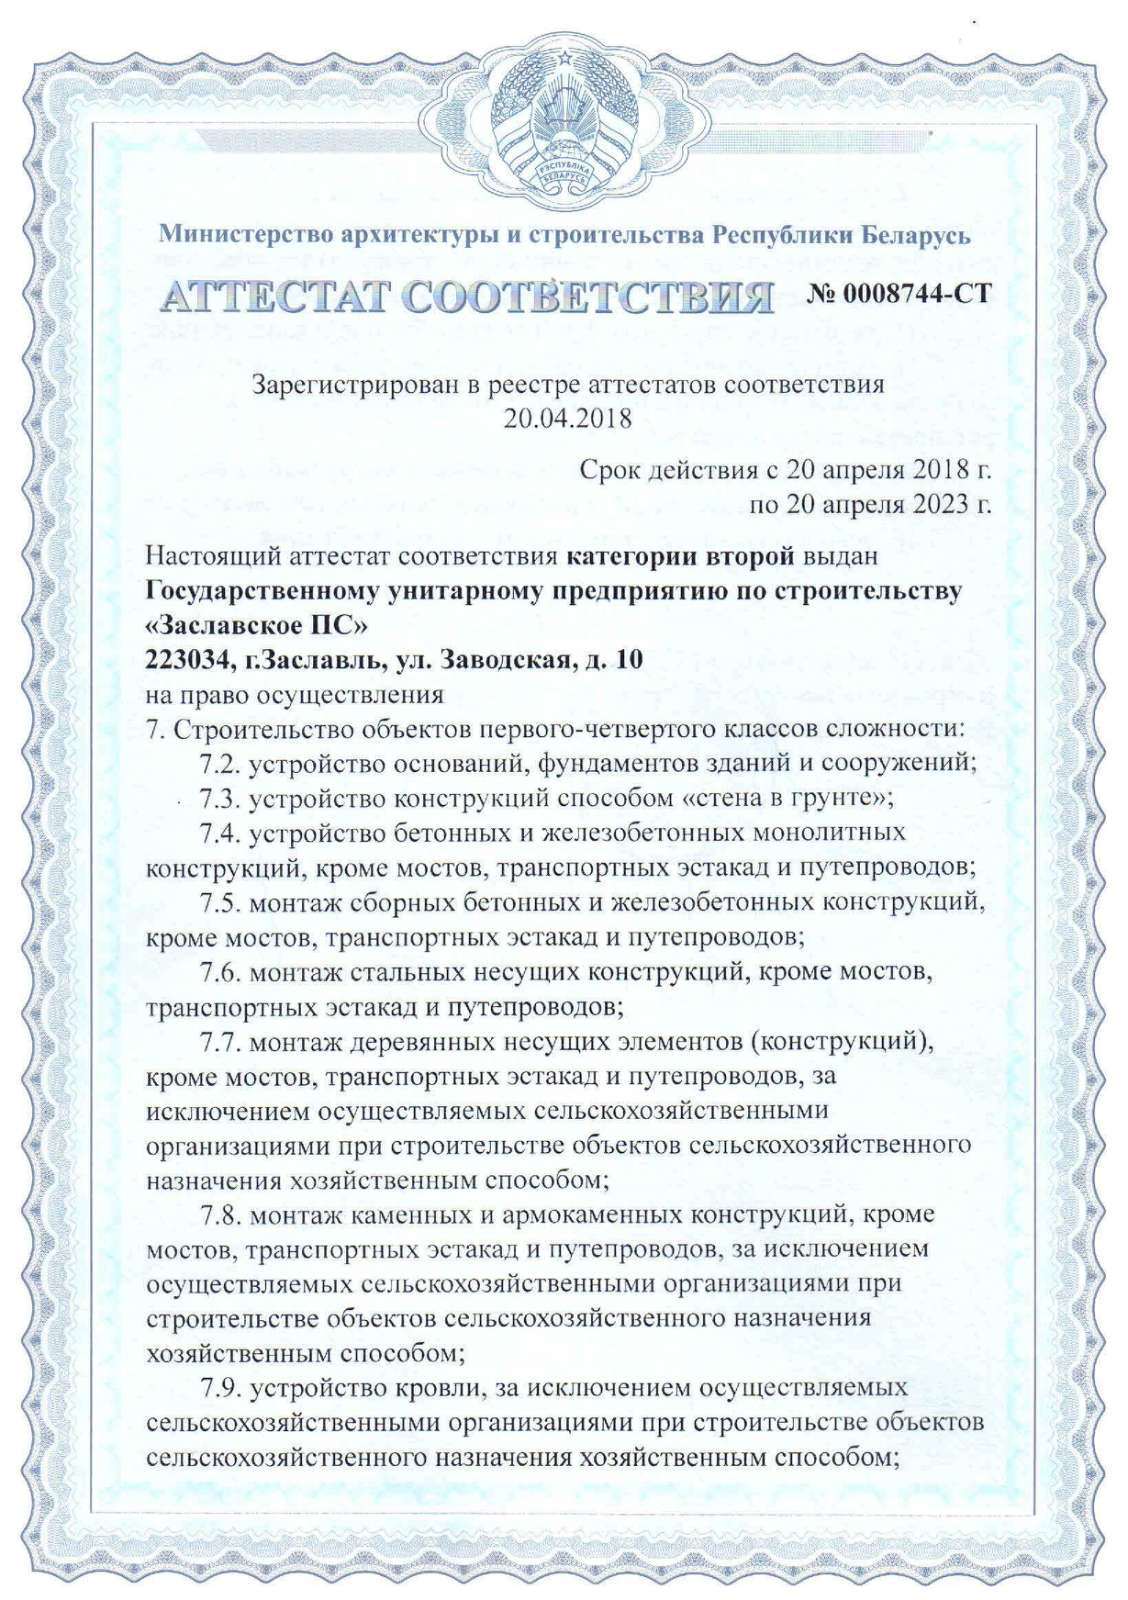 РЭСПУБЛІКА
БЕЛАРУСЬ
Министерство архитектуры и строительства Республики Беларусь
АТТЕСТАТ СООТВЕТСТВИЯ № 0008744-СТ
Зарегистрирован в реестре аттестатов соответствия
20.04.2018
Срок действия с 20 апреля 2018 г.
по 20 апреля 2023 г.
Настоящий аттестат соответствия категории второй выдан
Государственному унитарному предприятию по строительству
«Заславское ПС»
223034, г.Заславль, ул. Заводская, д. 10
на право осуществления
7. Строительство объектов первого-четвертого классов сложности:
7.2. устройство оснований, фундаментов зданий и сооружений;
7.3. устройство конструкций способом «стена в грунте»;
7.4. устройство бетонных и железобетонных монолитных
конструкций, кроме мостов, транспортных эстакад и путепроводов;
7.5. монтаж сборных бетонных и железобетонных конструкций,
кроме мостов, транспортных эстакад и путепроводов;
7.6. монтаж стальных несущих конструкций, кроме мостов,
транспортных эстакад и путепроводов;
7.7. монтаж деревянных несущих элементов (конструкций),
кроме мостов, транспортных эстакад и путепроводов, за
исключением осуществляемых сельскохозяйственными
организациями при строительстве объектов сельскохозяйственного
назначения хозяйственным способом;
7.8. монтаж каменных и армокаменных конструкций, кроме
мостов, транспортных эстакад и путепроводов, за исключением
осуществляемых сельскохозяйственными организациями при
строительстве объектов сельскохозяйственного назначения
хозяйственным способом;
7.9. устройство кровли, за исключением осуществляемых
сельскохозяйственными организациями при строительстве объектов
сельскохозяйственного назначения хозяйственным способом;